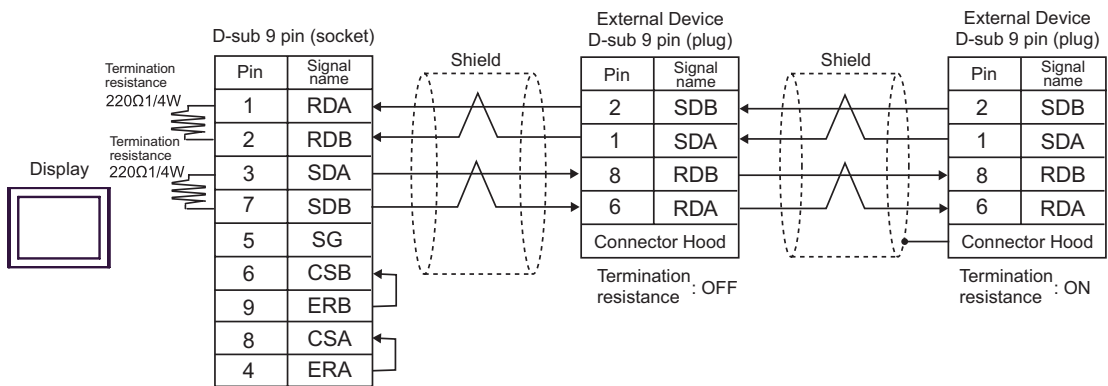 External Device
D-sub 9 pin (plug)
External Device
D-sub 9 pin (plug)
D-sub 9 pin (socket)
Shield
Shield
Termination
resistance
220Ω1/4W
Termination
resistance
220Ω1/4W
Display
Pin Signal name
1 RDA
2 RDB
3 SDA
7 SDB
5 SG
6 CSB
9 ERB
8 CSA
4 ERA
Pin Signal name
2 SDB
1 SDA
8 RDB
6 RDA
Connector Hood
Termination
resistance : OFF
Pin Signal name
2 SDB
1 SDA
8 RDB
6 RDA
Connector Hood
Termination
resistance : ON